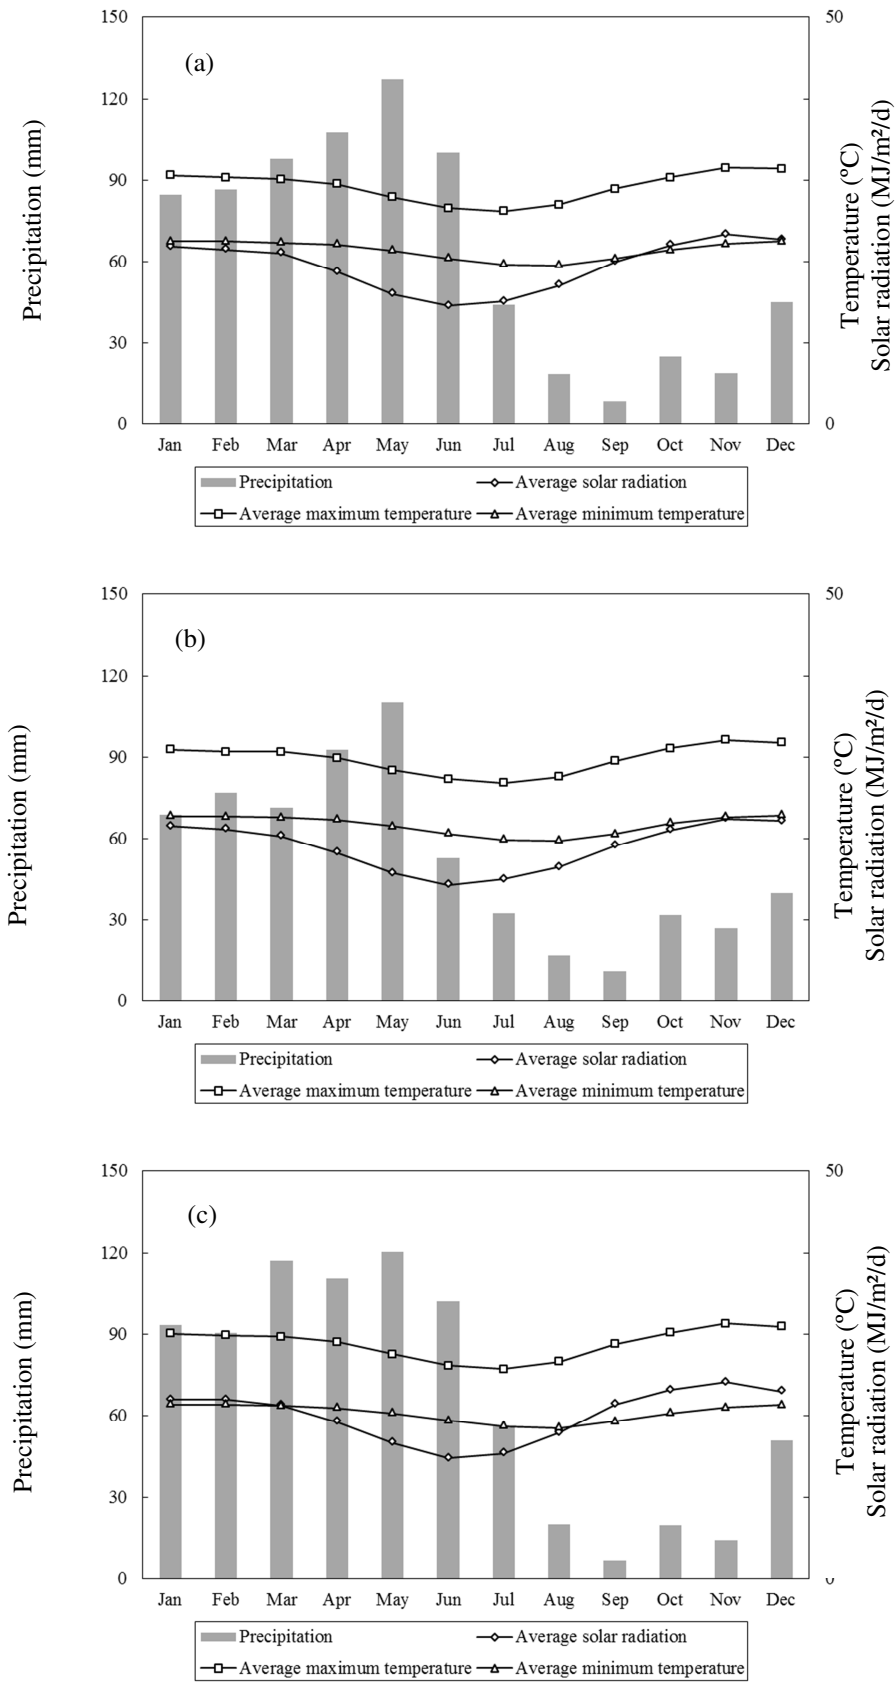 150
50
(a)
120
90
60
30
0
0
Precipitation (mm)
Temperature (ºC)
Solar radiation (MJ/m²/d)
Jan Feb Mar Apr May Jun Jul Aug Sep Oct Nov Dec
Precipitation Average solar radiation
Average maximum temperature Average minimum temperature
150
50
(b)
120
90
60
30
0
Precipitation (mm)
Temperature (ºC)
Solar radiation (MJ/m²/d)
Jan Feb Mar Apr May Jun Jul Aug Sep Oct Nov Dec
Precipitation Average solar radiation
Average maximum temperature Average minimum temperature
150
50
(c)
120
90
60
30
0
Precipitation (mm)
Temperature (ºC)
Solar radiation (MJ/m²/d)
Jan Feb Mar Apr May Jun Jul Aug Sep Oct Nov Dec
Precipitation Average solar radiation
Average maximum temperature Average minimum temperature